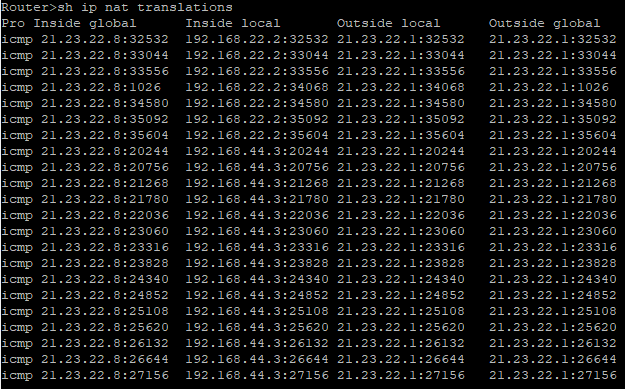 Router>sh ip nat translations
Pro Inside global Inside local Outside local Outside global
icmp 21.23.22.8:32532 192.168.22.2:32532 21.23.22.1:32532 21.23.22.1:32532
icmp 21.23.22.8:33044 192.168.22.2:33044 21.23.22.1:33044 21.23.22.1:33044
icmp 21.23.22.8:33556 192.168.22.2:33556 21.23.22.1:33556 21.23.22.1:33556
icmp 21.23.22.8:1026 192.168.22.2:34068 21.23.22.1:34068 21.23.22.1:1026
icmp 21.23.22.8:34580 192.168.22.2:34580 21.23.22.1:34580 21.23.22.1:34580
icmp 21.23.22.8:35092 192.168.22.2:35092 21.23.22.1:35092 21.23.22.1:35092
icmp 21.23.22.8:35604 192.168.22.2:35604 21.23.22.1:35604 21.23.22.1:35604
icmp 21.23.22.8:20244 192.168.44.3:20244 21.23.22.1:20244 21.23.22.1:20244
icmp 21.23.22.8:20756 192.168.44.3:20756 21.23.22.1:20756 21.23.22.1:20756
icmp 21.23.22.8:21268 192.168.44.3:21268 21.23.22.1:21268 21.23.22.1:21268
icmp 21.23.22.8:21780 192.168.44.3:21780 21.23.22.1:21780 21.23.22.1:21780
icmp 21.23.22.8:22036 192.168.44.3:22036 21.23.22.1:22036 21.23.22.1:22036
icmp 21.23.22.8:23060 192.168.44.3:23060 21.23.22.1:23060 21.23.22.1:23060
icmp 21.23.22.8:23316 192.168.44.3:23316 21.23.22.1:23316 21.23.22.1:23316
icmp 21.23.22.8:23828 192.168.44.3:23828 21.23.22.1:23828 21.23.22.1:23828
icmp 21.23.22.8:24340 192.168.44.3:24340 21.23.22.1:24340 21.23.22.1:24340
icmp 21.23.22.8:24852 192.168.44.3:24852 21.23.22.1:24852 21.23.22.1:24852
icmp 21.23.22.8:25108 192.168.44.3:25108 21.23.22.1:25108 21.23.22.1:25108
icmp 21.23.22.8:25620 192.168.44.3:25620 21.23.22.1:25620 21.23.22.1:25620
icmp 21.23.22.8:26132 192.168.44.3:26132 21.23.22.1:26132 21.23.22.1:26132
icmp 21.23.22.8:26644 192.168.44.3:26644 21.23.22.1:26644 21.23.22.1:26644
icmp 21.23.22.8:27156 192.168.44.3:27156 21.23.22.1:27156 21.23.22.1:27156